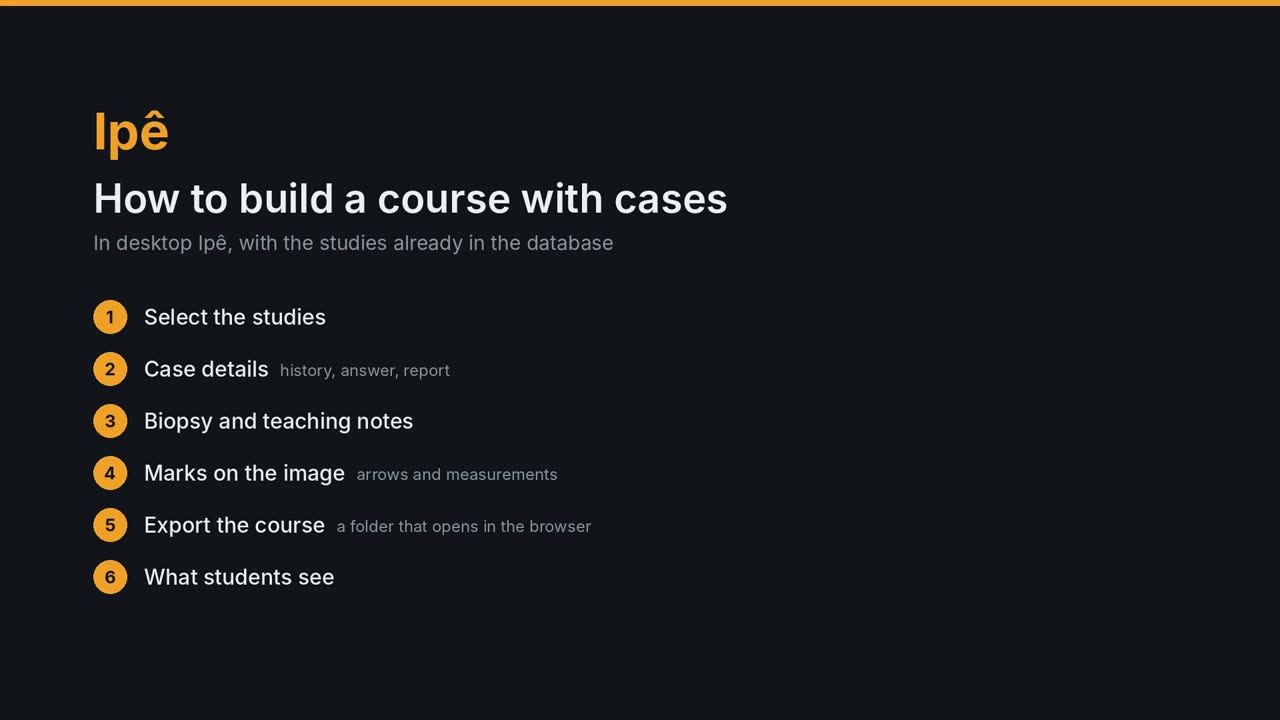 Ipê
How to build a course with cases
In desktop Ipê, with the studies already in the database
1 Select the studies
2 Case details history, answer, report
3 Biopsy and teaching notes
4 Marks on the image arrows and measurements
5 Export the course a folder that opens in the browser
6 What students see